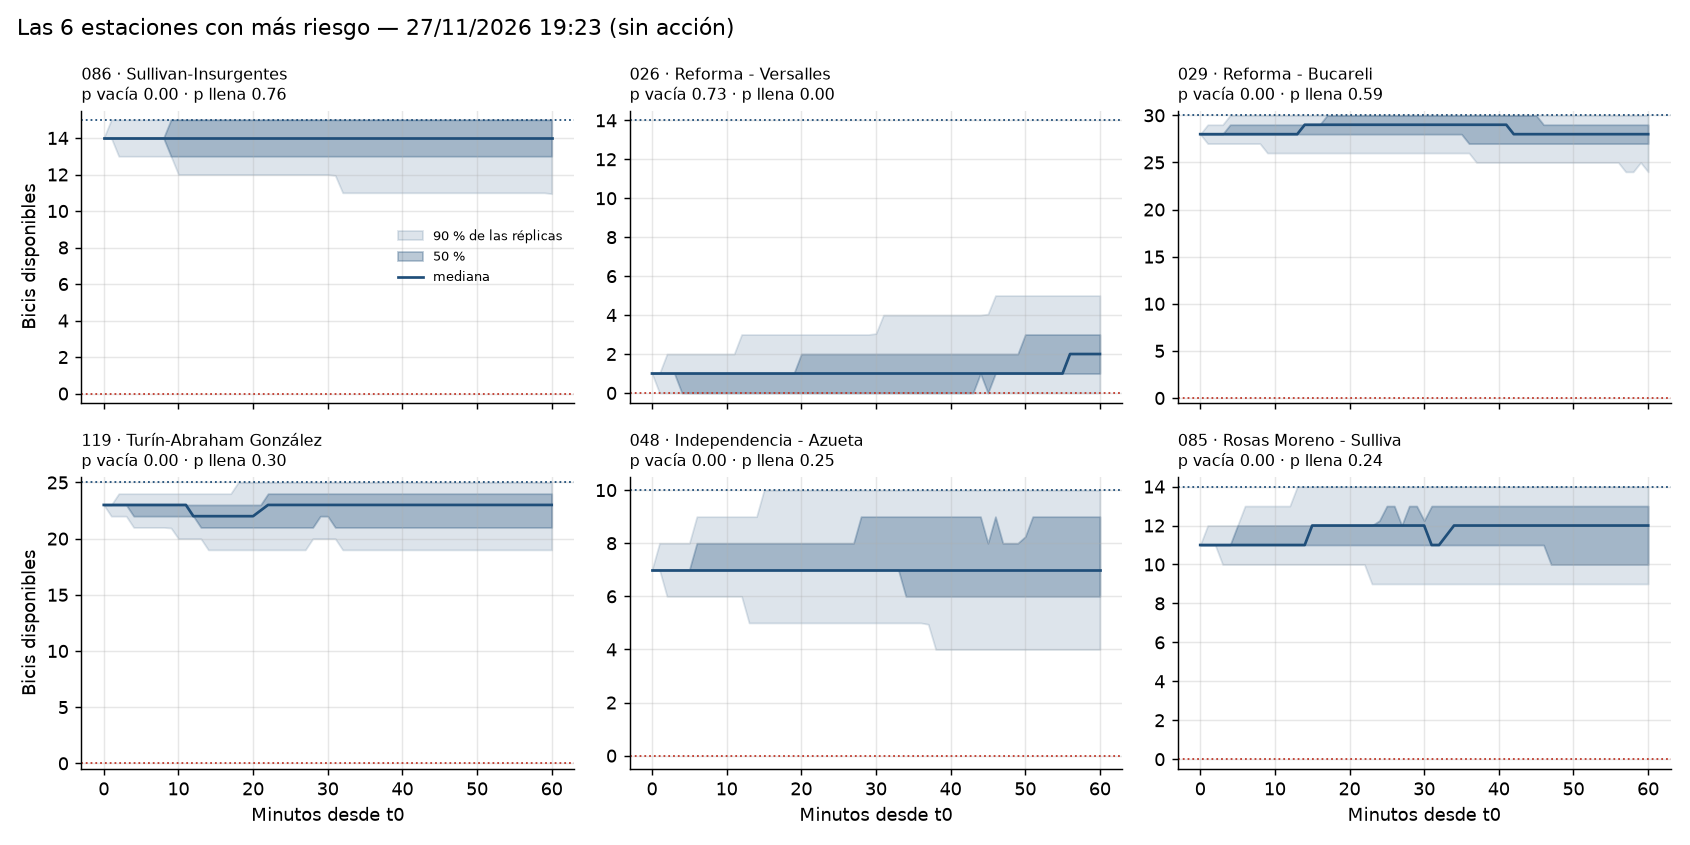 Las 6 estaciones con más riesgo — 27/11/2026 19:23 (sin acción)
086 · Sullivan-Insurgentes
p vacía 0.00 · p llena 0.76
14
12
10
8
6
4
2
0
Bicis disponibles
90 % de las réplicas
50 %
mediana
026 · Reforma - Versalles
p vacía 0.73 · p llena 0.00
14
12
10
8
6
4
2
0
029 · Reforma - Bucareli
p vacía 0.00 · p llena 0.59
30
25
20
15
10
5
0
119 · Turín-Abraham González
p vacía 0.00 · p llena 0.30
25
20
15
10
5
0
Bicis disponibles
0 10 20 30 40 50 60
Minutos desde t0
048 · Independencia - Azueta
p vacía 0.00 · p llena 0.25
10
8
6
4
2
0
0 10 20 30 40 50 60
Minutos desde t0
085 · Rosas Moreno - Sulliva
p vacía 0.00 · p llena 0.24
14
12
10
8
6
4
2
0
0 10 20 30 40 50 60
Minutos desde t0